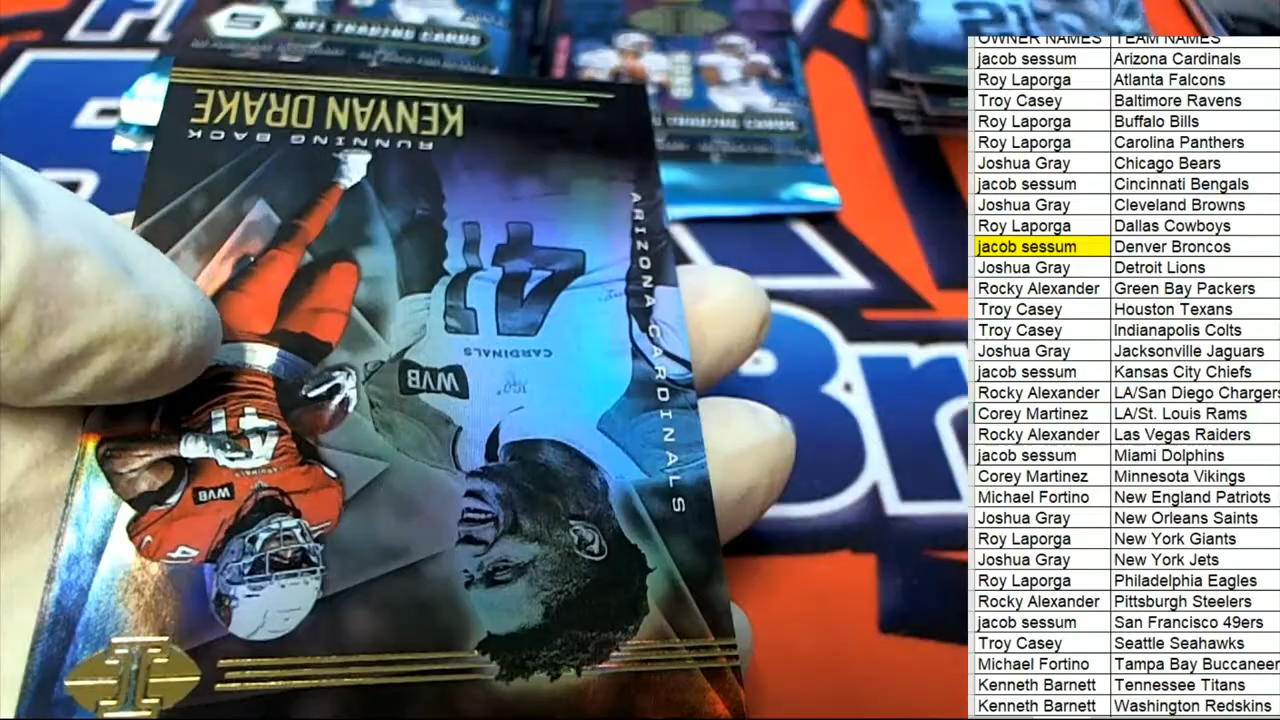 NFL TRADING CARDS
KENYAN DRAKE
RUNNING BACK
ARIZONA CARDINALS
41
CARDINALS
WVB
41
CARDINALS
WVB
4
Br
OWNER NAMES TEAM NAMES
jacob sessum Arizona Cardinals
Roy Laporga Atlanta Falcons
Troy Casey Baltimore Ravens
Roy Laporga Buffalo Bills
Roy Laporga Carolina Panthers
Joshua Gray Chicago Bears
jacob sessum Cincinnati Bengals
Joshua Gray Cleveland Browns
Roy Laporga Dallas Cowboys
jacob sessum Denver Broncos
Joshua Gray Detroit Lions
Rocky Alexander Green Bay Packers
Troy Casey Houston Texans
Troy Casey Indianapolis Colts
Joshua Gray Jacksonville Jaguars
jacob sessum Kansas City Chiefs
Rocky Alexander LA/San Diego Chargers
Corey Martinez LA/St. Louis Rams
Rocky Alexander Las Vegas Raiders
jacob sessum Miami Dolphins
Corey Martinez Minnesota Vikings
Michael Fortino New England Patriots
Joshua Gray New Orleans Saints
Roy Laporga New York Giants
Joshua Gray New York Jets
Roy Laporga Philadelphia Eagles
Rocky Alexander Pittsburgh Steelers
jacob sessum San Francisco 49ers
Troy Casey Seattle Seahawks
Michael Fortino Tampa Bay Buccaneer
Kenneth Barnett Tennessee Titans
Kenneth Barnett Washington Redskins